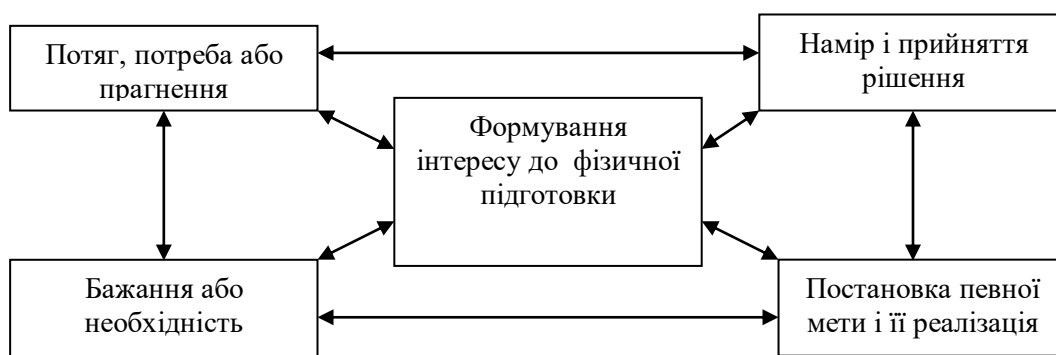 Потяг, потреба або
прагнення
Намір і прийняття
рішення
Формування
інтересу до фізичної
підготовки
Бажання або
необхідність
Постановка певної
мети і її реалізація